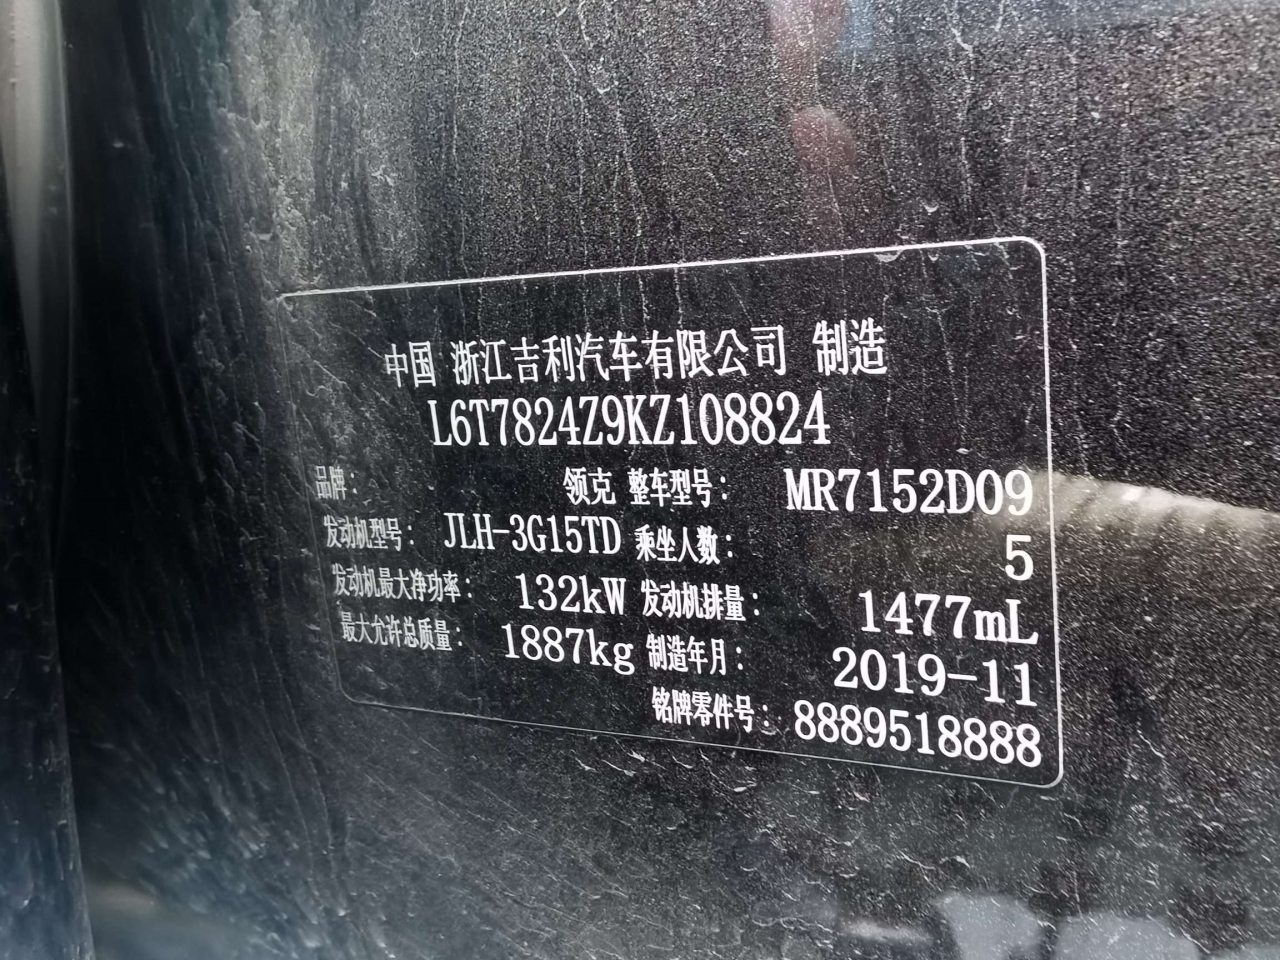 中国 浙江吉利汽车有限公司 制造
L6T7824Z9KZ108824
品牌： 领克 整车型号： MR7152D09
发动机型号： JLH-3G15TD 乘坐人数： 5
发动机最大净功率： 132kW 发动机排量： 1477mL
最大允许总质量： 1887kg 制造年月： 2019-11
铭牌零件号： 8889518888